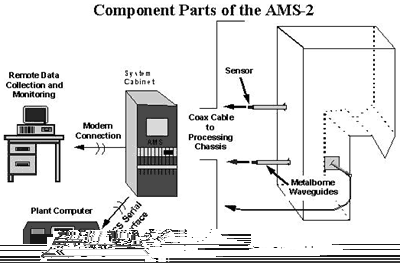 Component Parts of the AMS-2
Remote Data
Collection and
Monitoring
System
Cabinet
Sensor
Modern
Connection
AMS
Coax Cable
to
Processing
Chassis
Metalborne
Waveguides
Plant Computer
Serial